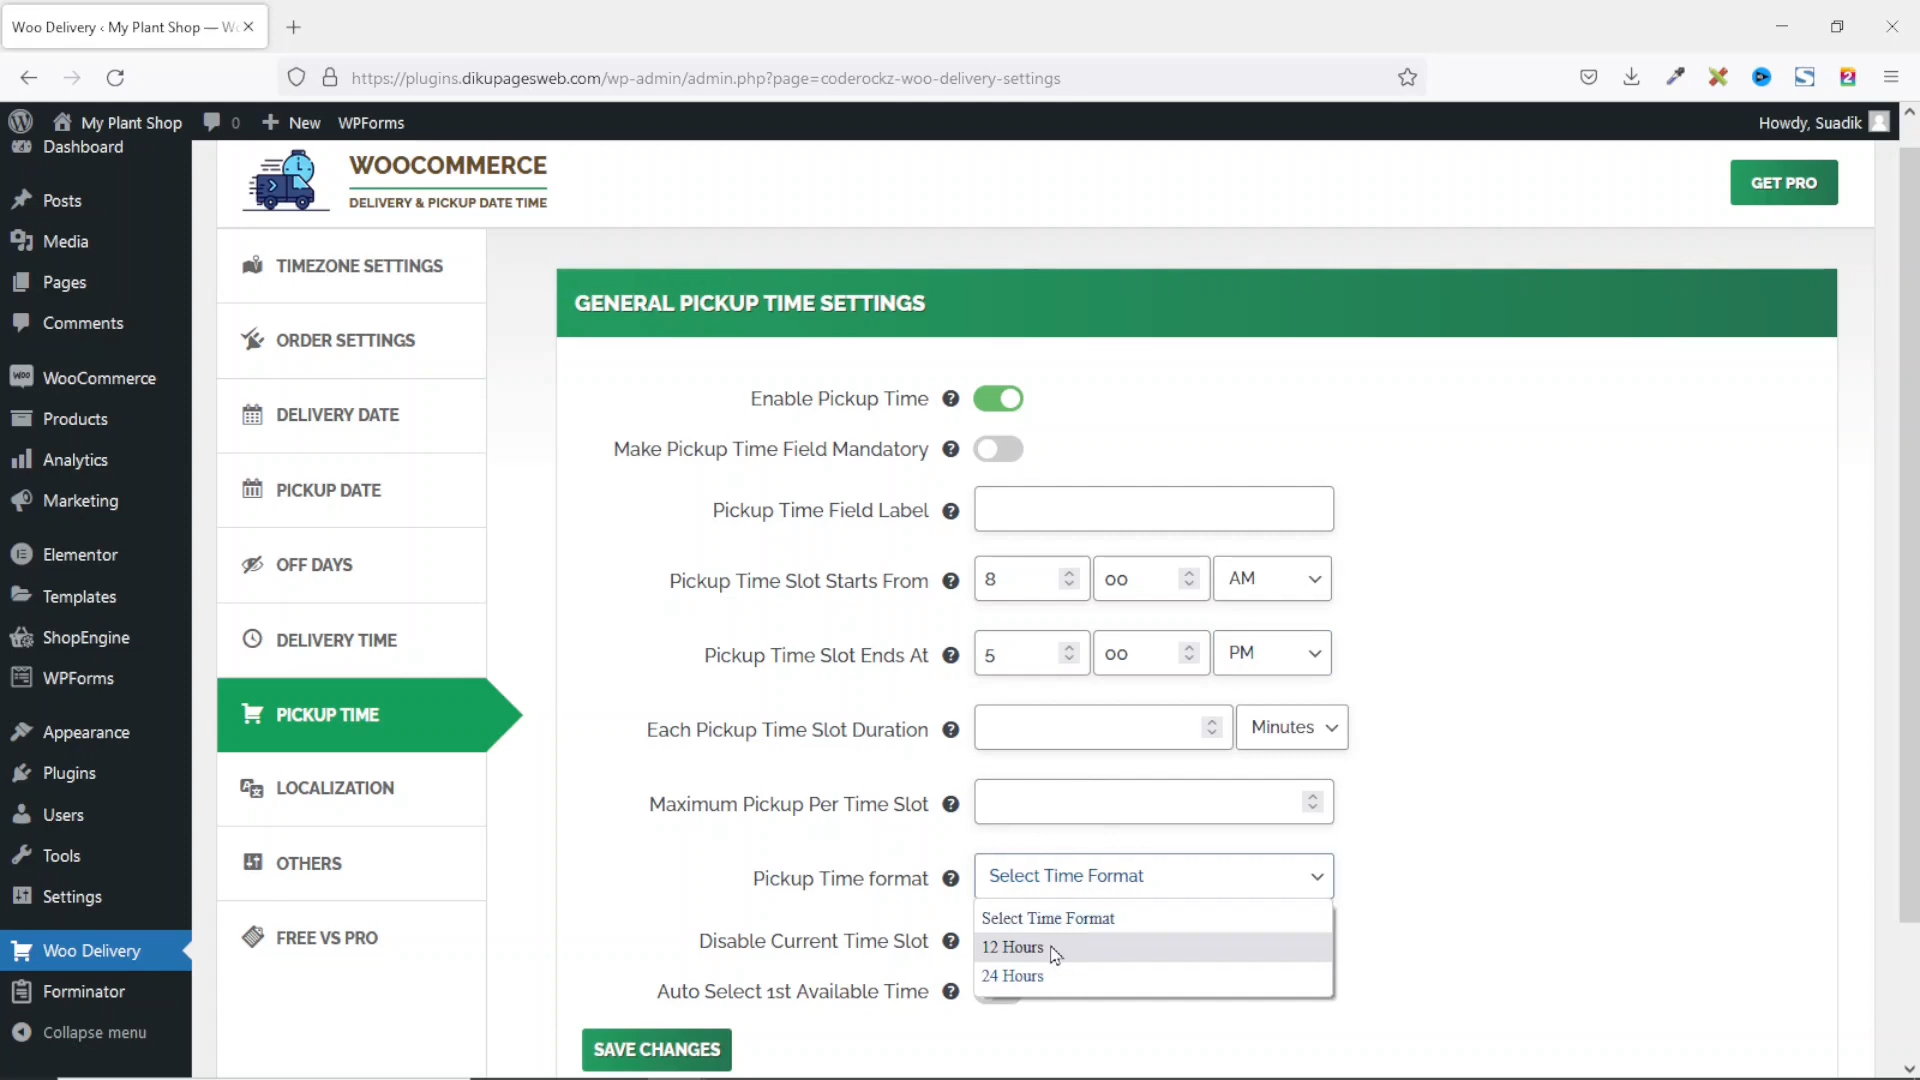 Woo Delivery ‹ My Plant Shop — W
https://plugins.dikupagesweb.com/wp-admin/admin.php?page=coderockz-woo-delivery-settings
2
My Plant Shop 0 New WPForms
Howdy, Suadik
Dashboard
Posts
Media
Pages
Comments
WooCommerce
Products
Analytics
Marketing
Elementor
Templates
ShopEngine
WPForms
Appearance
Plugins
Users
Tools
Settings
Woo Delivery
Forminator
Collapse menu
WOOCOMMERCE
DELIVERY & PICKUP DATE TIME
GET PRO
TIMEZONE SETTINGS
ORDER SETTINGS
DELIVERY DATE
PICKUP DATE
OFF DAYS
DELIVERY TIME
PICKUP TIME
LOCALIZATION
OTHERS
FREE VS PRO
GENERAL PICKUP TIME SETTINGS
Enable Pickup Time
Make Pickup Time Field Mandatory
Pickup Time Field Label
Pickup Time Slot Starts From 8 00 AM
Pickup Time Slot Ends At 5 00 PM
Each Pickup Time Slot Duration Minutes
Maximum Pickup Per Time Slot
Pickup Time format Select Time Format
Select Time Format
12 Hours
24 Hours
Disable Current Time Slot
Auto Select 1st Available Time
SAVE CHANGES